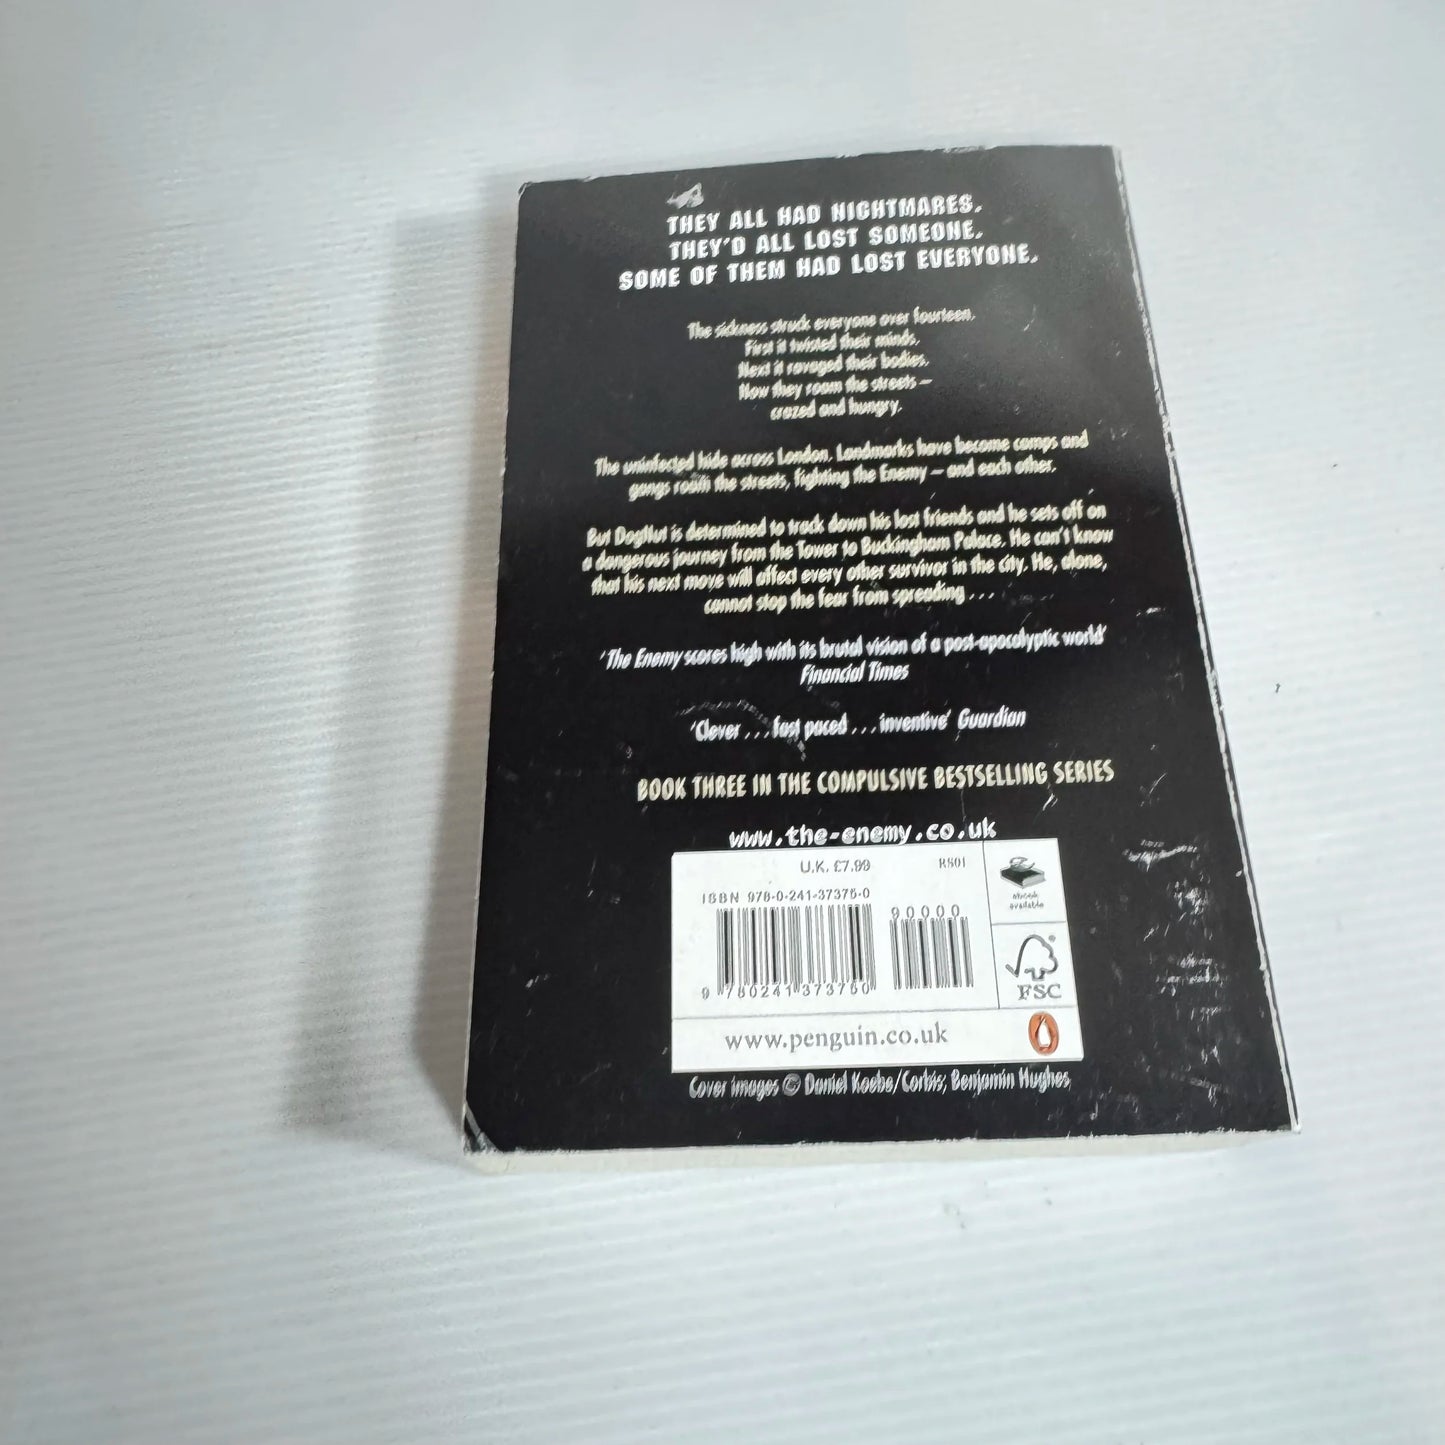 THEY ALL HAD NIGHTMARES.
THEY'D ALL LOST SOMEONE.
SOME OF THEM HAD LOST EVERYONE.
The sickness struck everyone over fourteen.
First it twisted their minds.
Next it ravaged their bodies.
Now they roam the streets –
crazed and hungry.
The uninfected hide across London. Landmarks have become camps and
gangs roam the streets, fighting the Enemy – and each other.
But DogNut is determined to track down his lost friends and he sets off on
a dangerous journey from the Tower to Buckingham Palace. He can't know
that his next move will affect every other survivor in the city. He, alone,
cannot stop the fear from spreading . . .
'The Enemy scores high with its brutal vision of a post-apocalyptic world'
Financial Times
'Clever . . . fast paced . . . inventive' Guardian
BOOK THREE IN THE COMPULSIVE BESTSELLING SERIES
www.the-enemy.co.uk
U.K. £7.99
RS01
ISBN 978-0-241-37375-0
90000
9 780241 373750
ebook
available
FSC
www.penguin.co.uk
Cover images © Daniel Koebe/Corbis; Benjamin Hughes